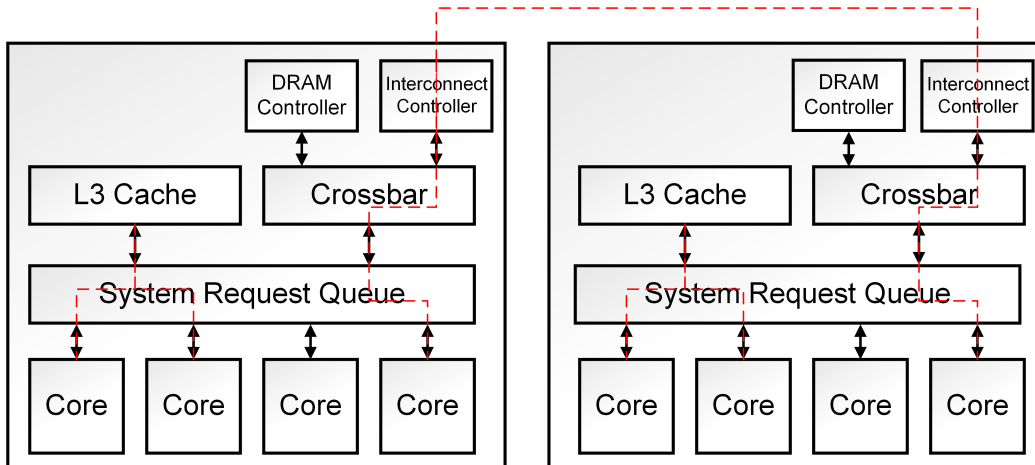 DRAM
Controller
Interconnect
Controller
L3 Cache
Crossbar
System Request Queue
Core
Core
Core
Core
DRAM
Controller
Interconnect
Controller
L3 Cache
Crossbar
System Request Queue
Core
Core
Core
Core